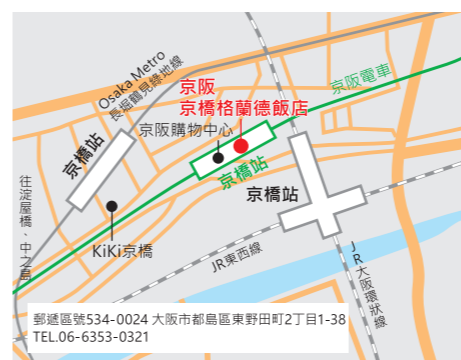 Osaka Metro
長堀鶴見綠地線
京阪
京橋格蘭德飯店
京阪電車
京阪購物中心
京橋站
京橋站
京橋站
往淀屋橋、中之島
KiKi京橋
JR東西線
JR大阪環狀線
郵遞區號534-0024 大阪市都島區東野田町2丁目1-38
TEL.06-6353-0321